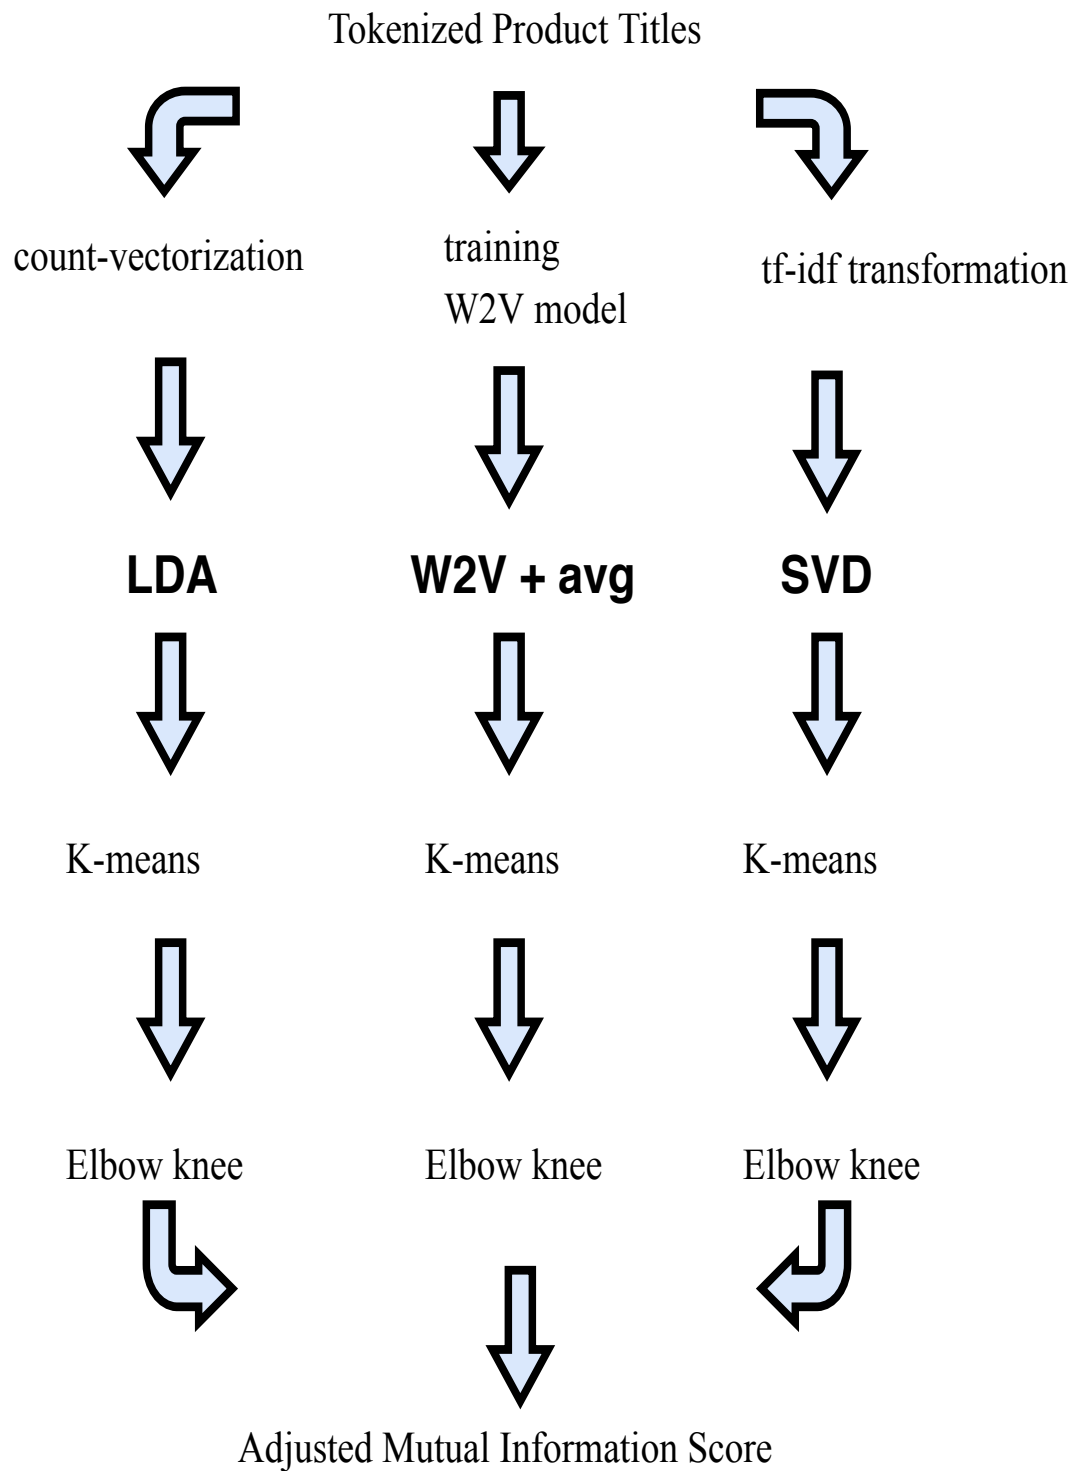 Tokenized Product Titles
count-vectorization
training
W2V model
tf-idf transformation
LDA
W2V + avg
SVD
K-means
K-means
K-means
Elbow knee
Elbow knee
Elbow knee
Adjusted Mutual Information Score